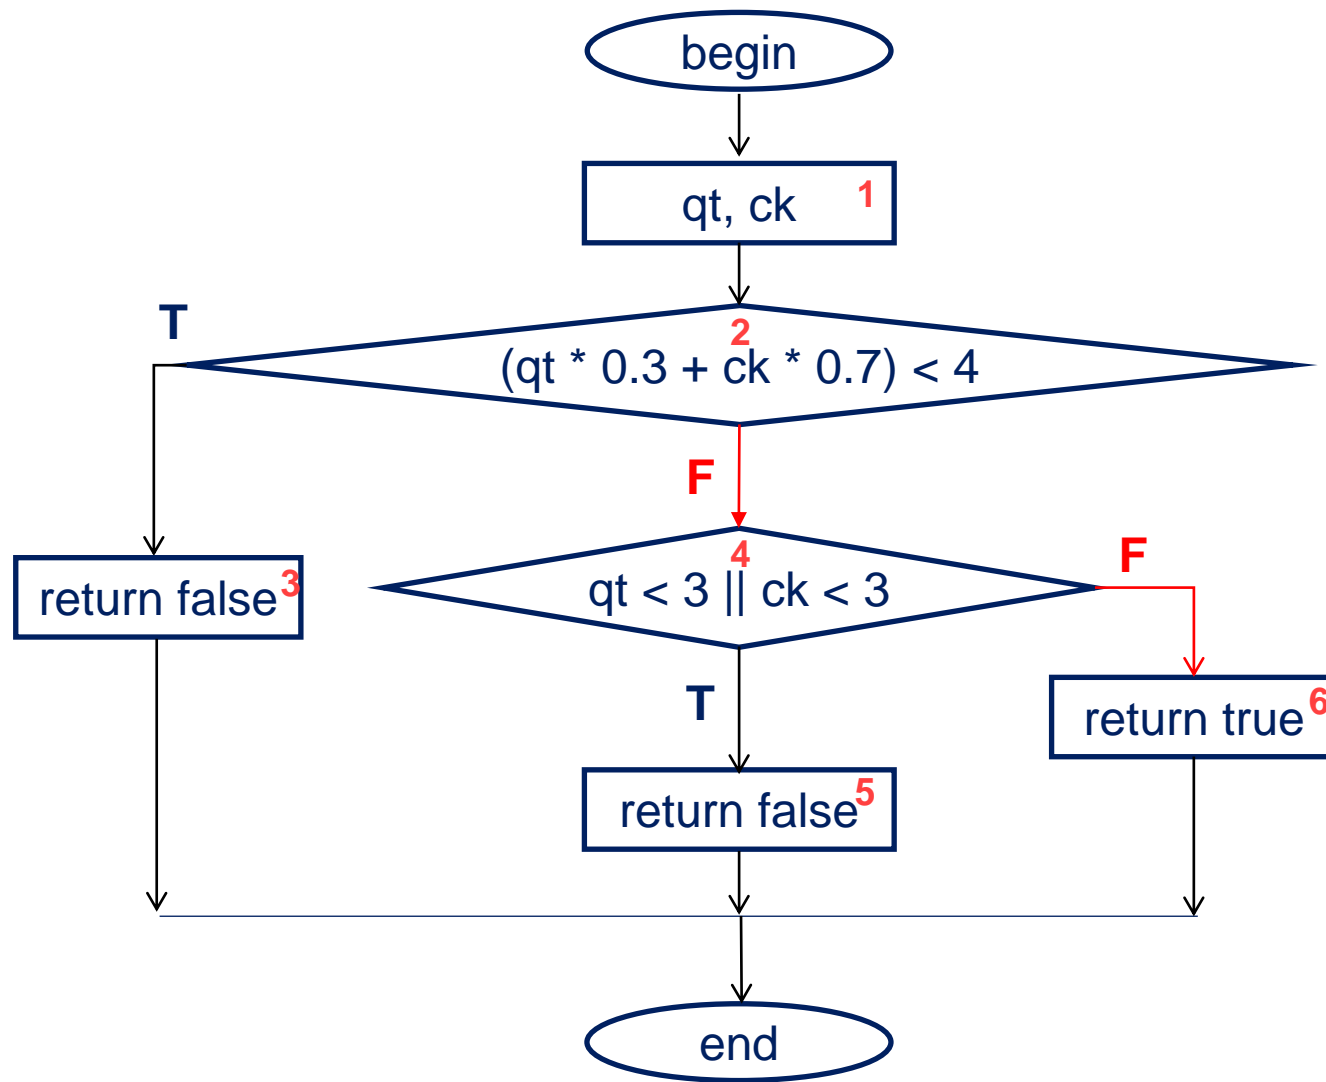 begin
qt, ck 1
T
2
(qt * 0.3 + ck * 0.7) < 4
F
4
F
return false 3
qt < 3 || ck < 3
T
return true 6
return false 5
end